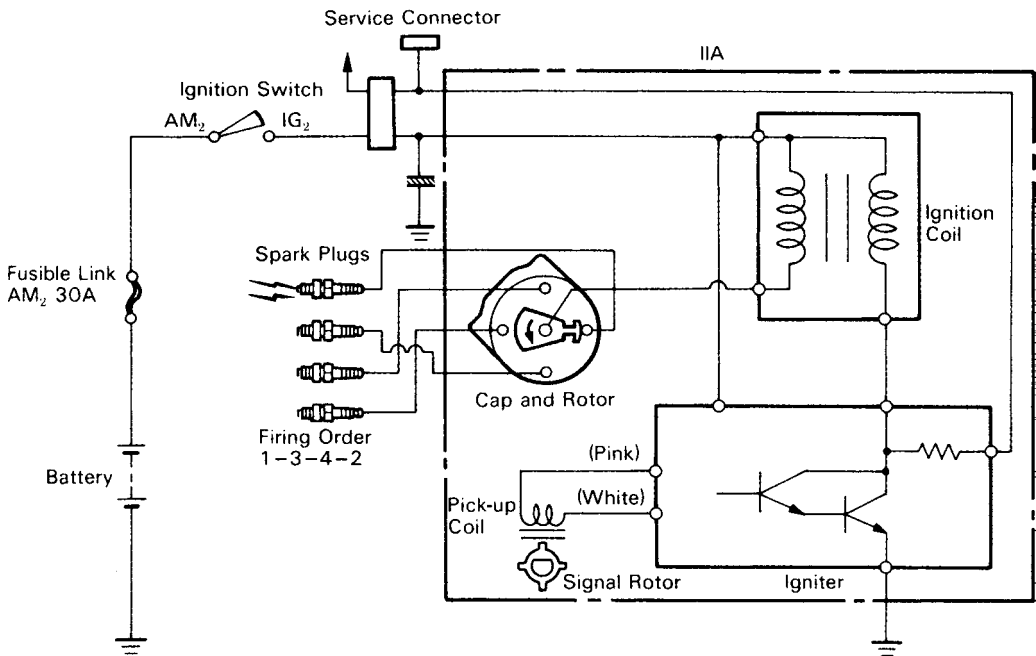 Service Connector
IIA
Ignition Switch
AM₂
IG₂
Ignition
Coil
Spark Plugs
Fusible Link
AM₂ 30A
Cap and Rotor
Firing Order
1–3–4–2
(Pink)
Battery
(White)
Pick-up
Coil
Signal Rotor
Igniter